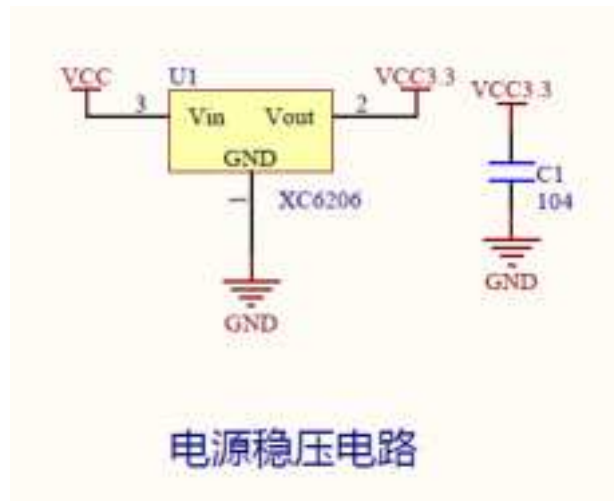 VCC U1 VCC3.3 VCC3.3
3 Vin Vout 2
GND
C1
1 XC6206 104
GND GND
电源稳压电路